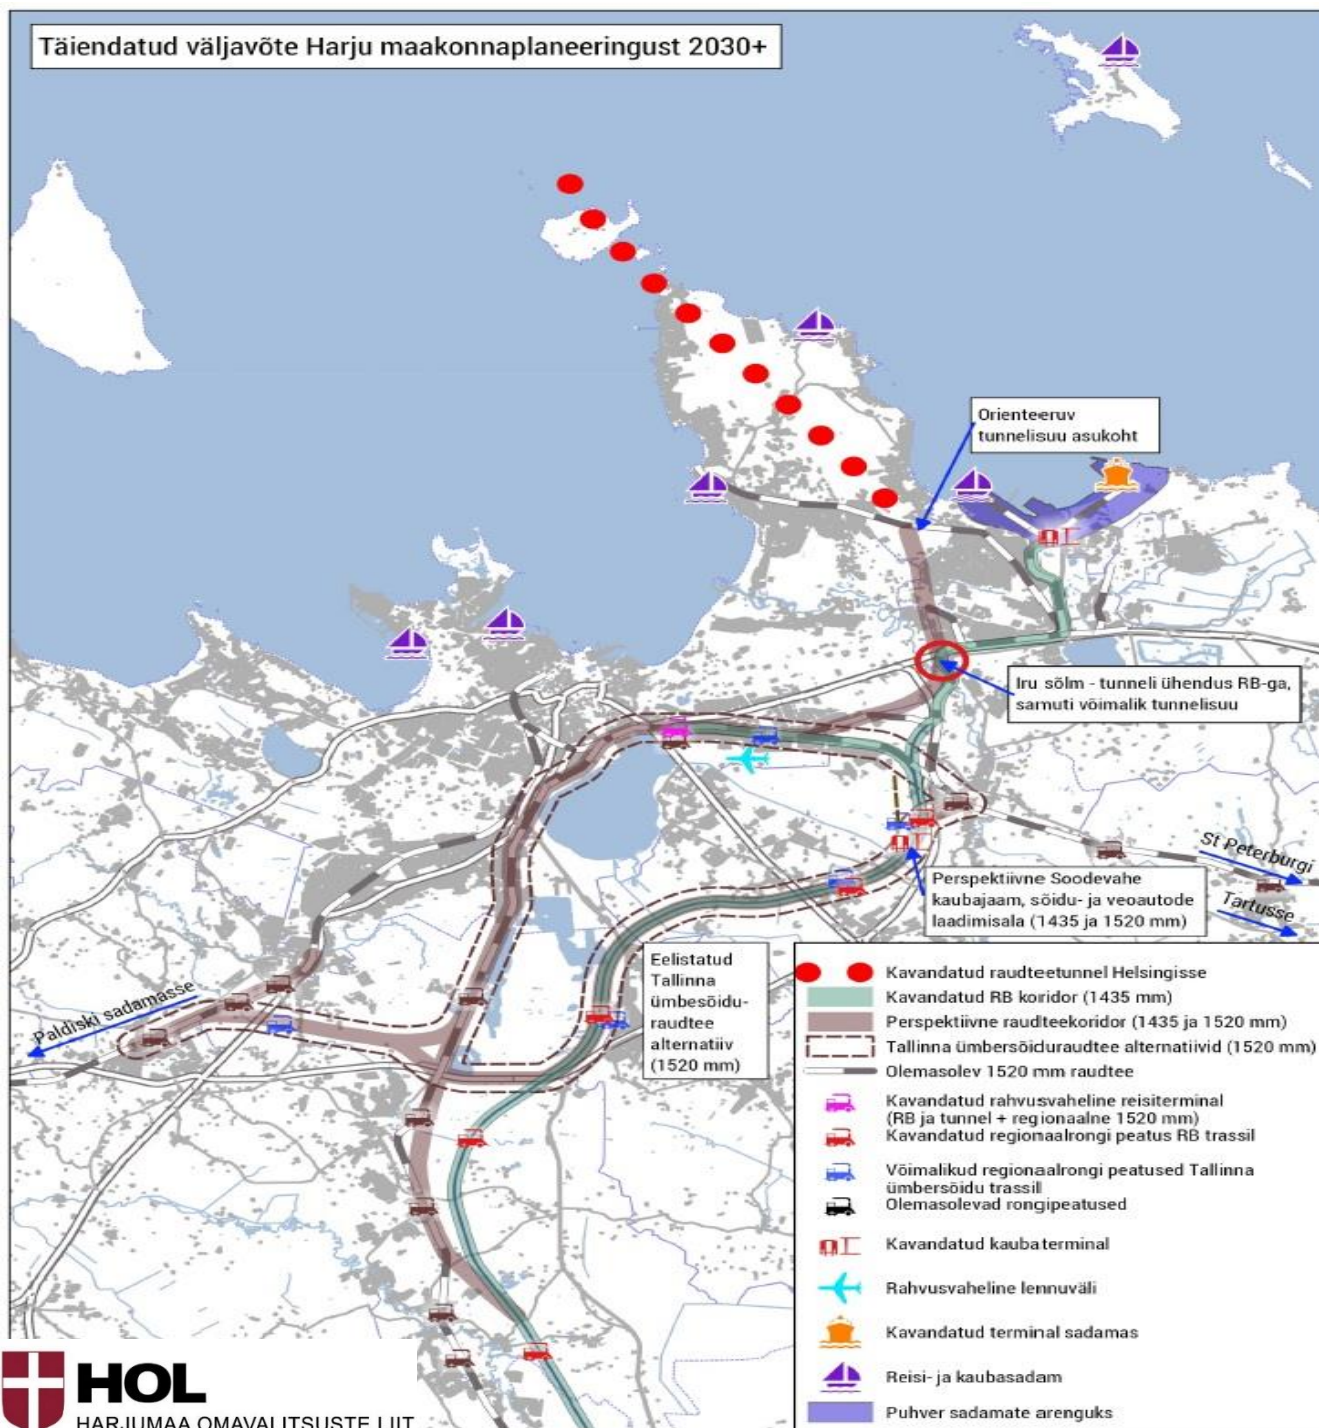 Täiendatud väljavõte Harju maakonnaplaneeringust 2030+
Orienteeruv
tunnelisuu asukoht
Iru sõlm - tunneli ühendus RB-ga,
samuti võimalik tunnelisuu
St Peterburgi
Tartusse
Perspektiivne Soodevahe
kaubajaam, sõidu- ja veoautode
laadimisala (1435 ja 1520 mm)
Eelistatud
Tallinna
ümbesõidu-
raudtee
alternatiiv
(1520 mm)
Paldiski sadamasse
Kavandatud raudteetunnel Helsingisse
Kavandatud RB koridor (1435 mm)
Perspektiivne raudteekoridor (1435 ja 1520 mm)
Tallinna ümbersõiduraudtee alternatiivid (1520 mm)
Olemasolev 1520 mm raudtee
Kavandatud rahvusvaheline reisiterminal
(RB ja tunnel + regionaalne 1520 mm)
Kavandatud regionaalrongi peatus RB trassil
Võimalikud regionaalrongi peatused Tallinna
ümbersõidu trassil
Olemasolevad rongipeatused
Kavandatud kaubaterminal
Rahvusvaheline lennuväli
Kavandatud terminal sadamas
Reisi- ja kaubasadam
Puhver sadamate arenguks
HOL
HARJUMAA OMAVALITSUSTE LIIT